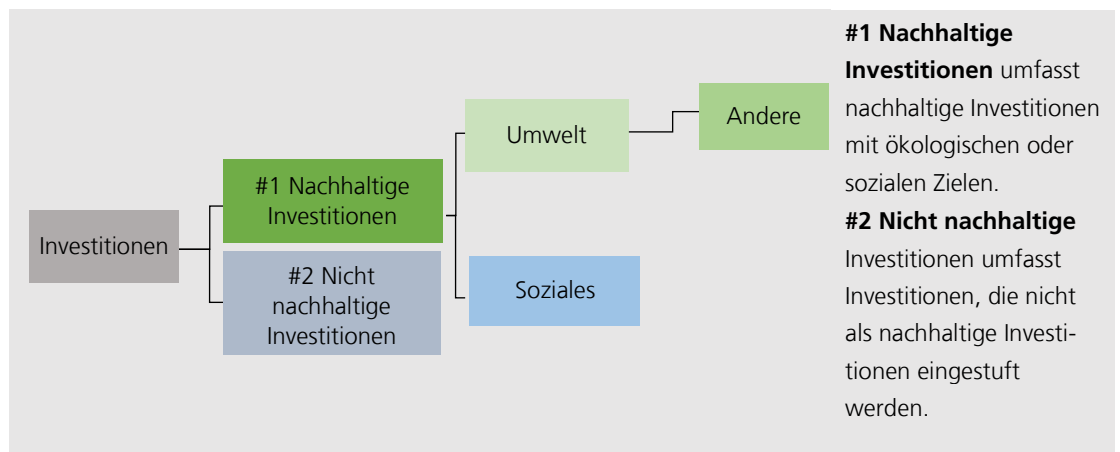 Investitionen
#1 Nachhaltige
Investitionen
#2 Nicht
nachhaltige
Investitionen
Umwelt
Soziales
Andere
#1 Nachhaltige
Investitionen umfasst
nachhaltige Investitionen
mit ökologischen oder
sozialen Zielen.
#2 Nicht nachhaltige
Investitionen umfasst
Investitionen, die nicht
als nachhaltige Investi-
tionen eingestuft
werden.